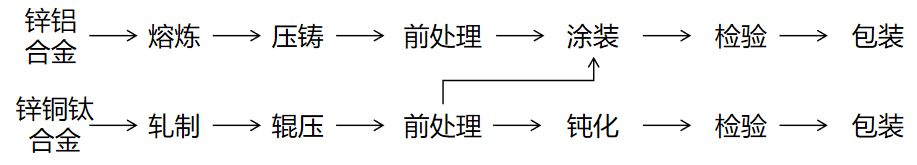 锌铝
合金
熔炼
压铸
前处理
涂装
检验
包装
锌铜钛
合金
轧制
辊压
前处理
钝化
检验
包装